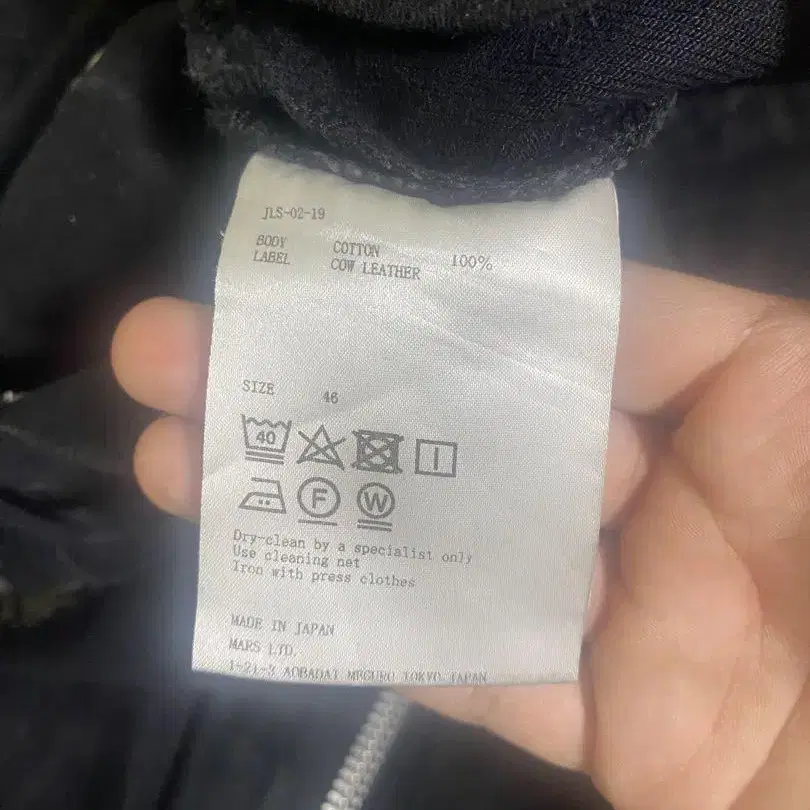 JLS-02-19
BODY COTTON 100%
LABEL COW LEATHER
SIZE 46
40
F W
Dry-clean by a specialist only
Use cleaning net
Iron with press clothes
MADE IN JAPAN
MARS LTD.
1-21-3 AOBADAI MEGURO TOKYO JAPAN